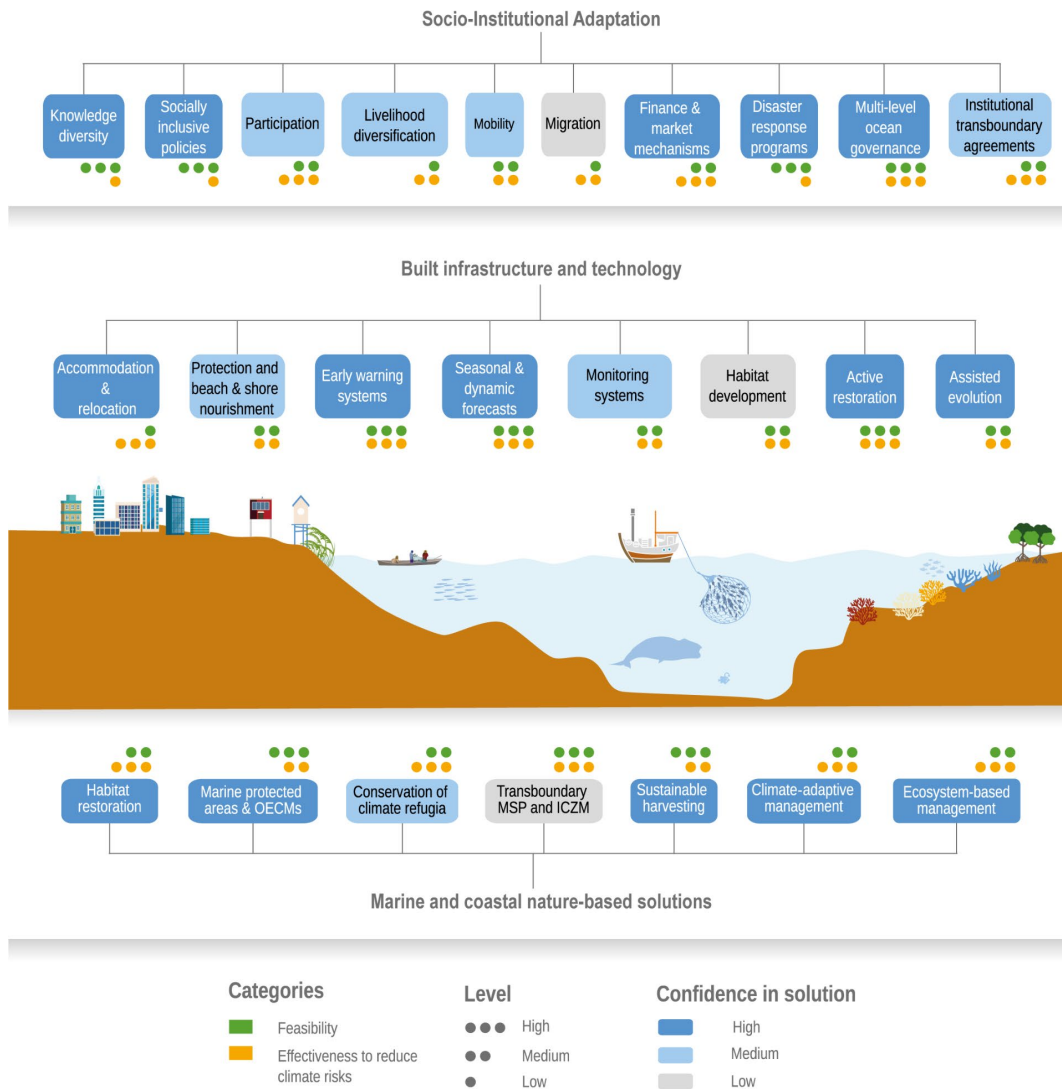 Socio-Institutional Adaptation
Knowledge
diversity
Socially
inclusive
policies
Participation
Livelihood
diversification
Mobility
Migration
Finance &
market
mechanisms
Disaster
response
programs
Multi-level
ocean
governance
Institutional
transboundary
agreements
Built infrastructure and technology
Accommodation
&
relocation
Protection and
beach & shore
nourishment
Early warning
systems
Seasonal &
dynamic
forecasts
Monitoring
systems
Habitat
development
Active
restoration
Assisted
evolution
Habitat
restoration
Marine protected
areas & OECMs
Conservation of
climate refugia
Transboundary
MSP and ICZM
Sustainable
harvesting
Climate-adaptive
management
Ecosystem-based
management
Marine and coastal nature-based solutions
Categories
Feasibility
Effectiveness to reduce
climate risks
Level
High
Medium
Low
Confidence in solution
High
Medium
Low